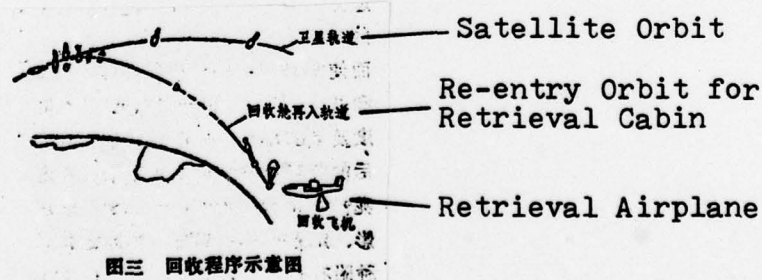 卫星轨道
Satellite Orbit
回收舱再入轨道
Re-entry Orbit for
Retrieval Cabin
回收飞机
Retrieval Airplane
图三 回收程序示意图